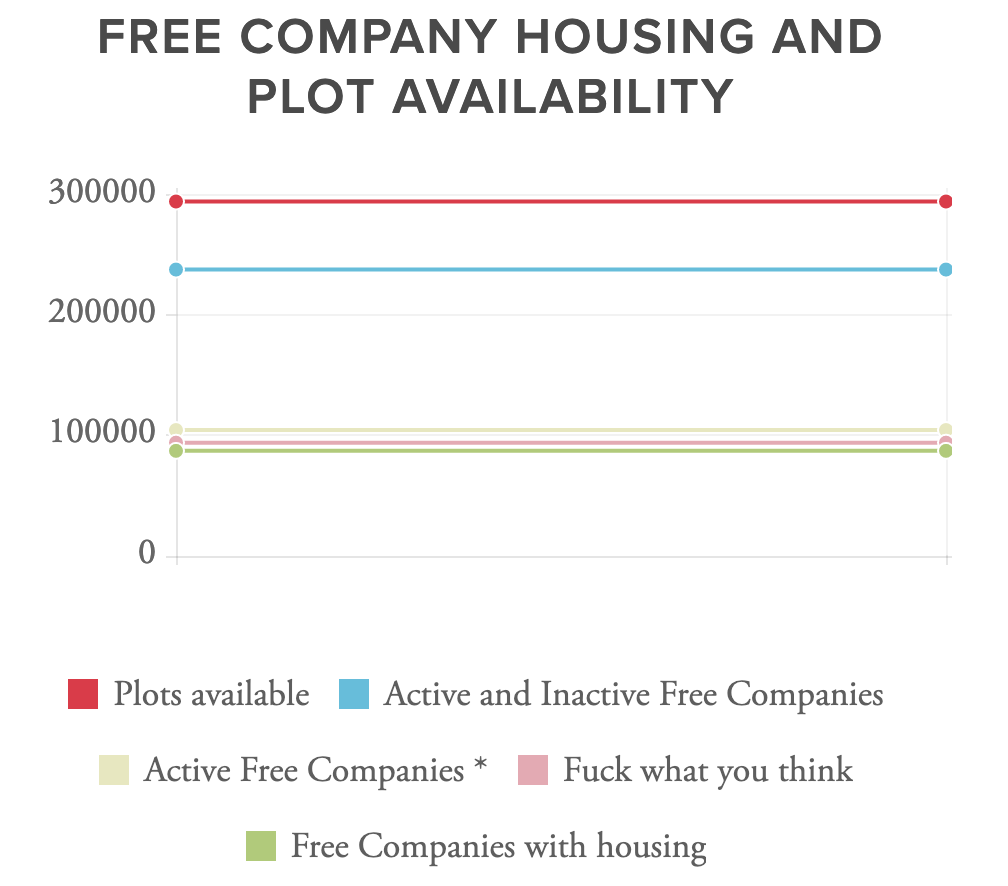 FREE COMPANY HOUSING AND
PLOT AVAILABILITY
300000
200000
100000
0
Plots available Active and Inactive Free Companies
Active Free Companies * Fuck what you think
Free Companies with housing